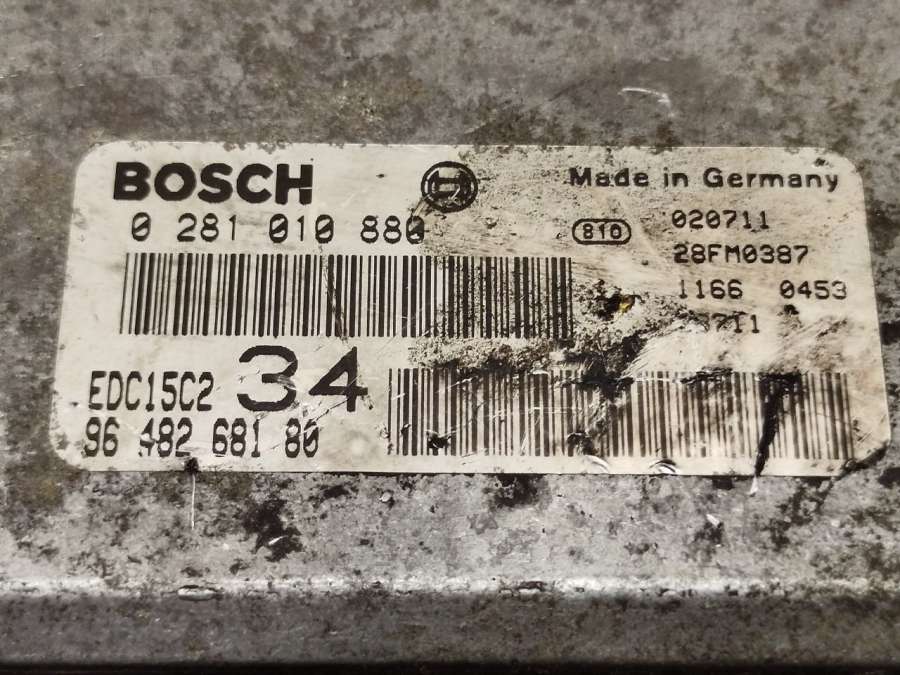 BOSCH
Made in Germany
0 281 010 880
810
020711
28FM0387
1166 0453
34
EDC15C2
96 482 681 80